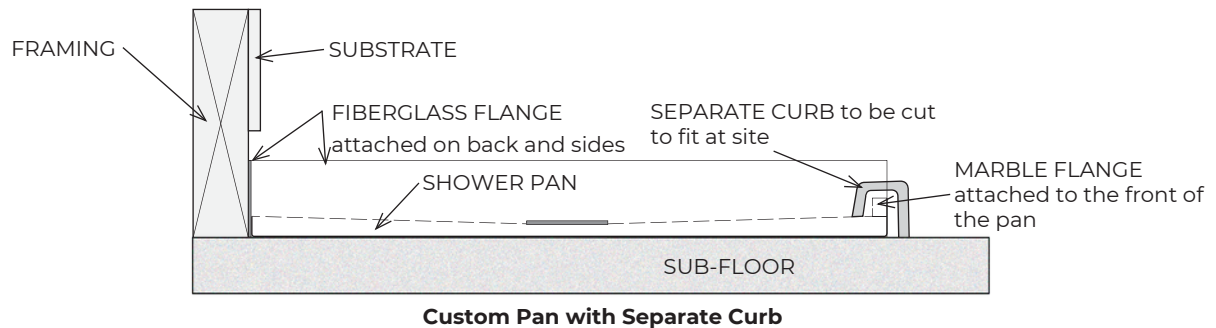 FRAMING
SUBSTRATE
FIBERGLASS FLANGE
attached on back and sides
SEPARATE CURB to be cut
to fit at site
MARBLE FLANGE
attached to the front of
the pan
SHOWER PAN
SUB-FLOOR
Custom Pan with Separate Curb